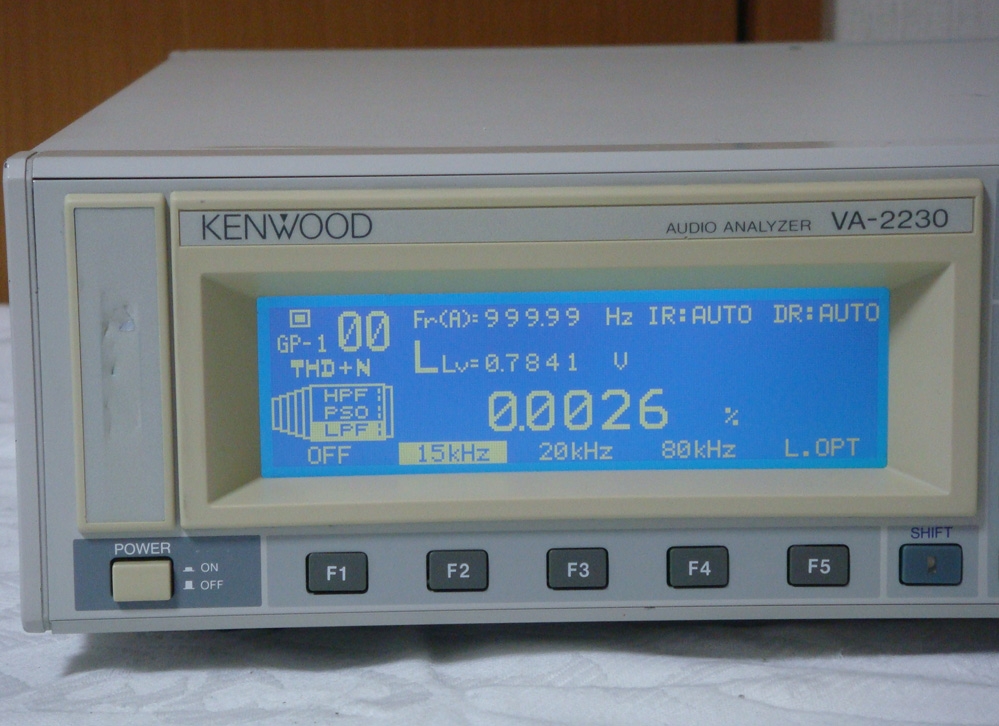 KENWOOD
AUDIO ANALYZER VA-2230
GP-1 00 Fr(A)=999.99 Hz IR:AUTO DR:AUTO
THD+N L Lv=0.7841 V
HPF
PSO 0.0026 %
LPF
OFF 15kHz 20kHz 80kHz L.OPT
POWER
ON
OFF
F1 F2 F3 F4 F5
SHIFT